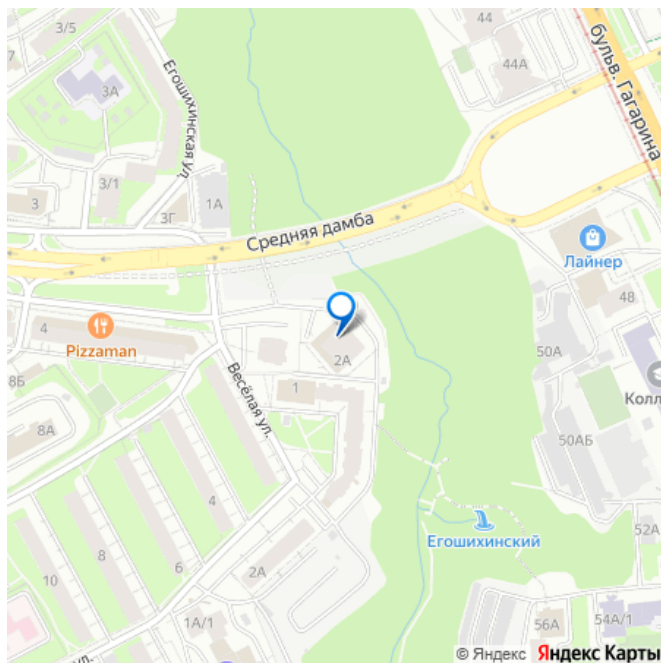 3/5
44
44А
бульв. Гагарина
7
3А
Егошихинская ул.
3/1
3
3Г
1А
Средняя дамба
Лайнер
48
4
Pizzaman
2А
50А
8Б
1
Весёлая ул.
Колл
8А
50АБ
4
8
6
10
2А
Егошихинский
52А
1А/1
56А
54А/1
ул.
© Яндекс Яндекс Карты